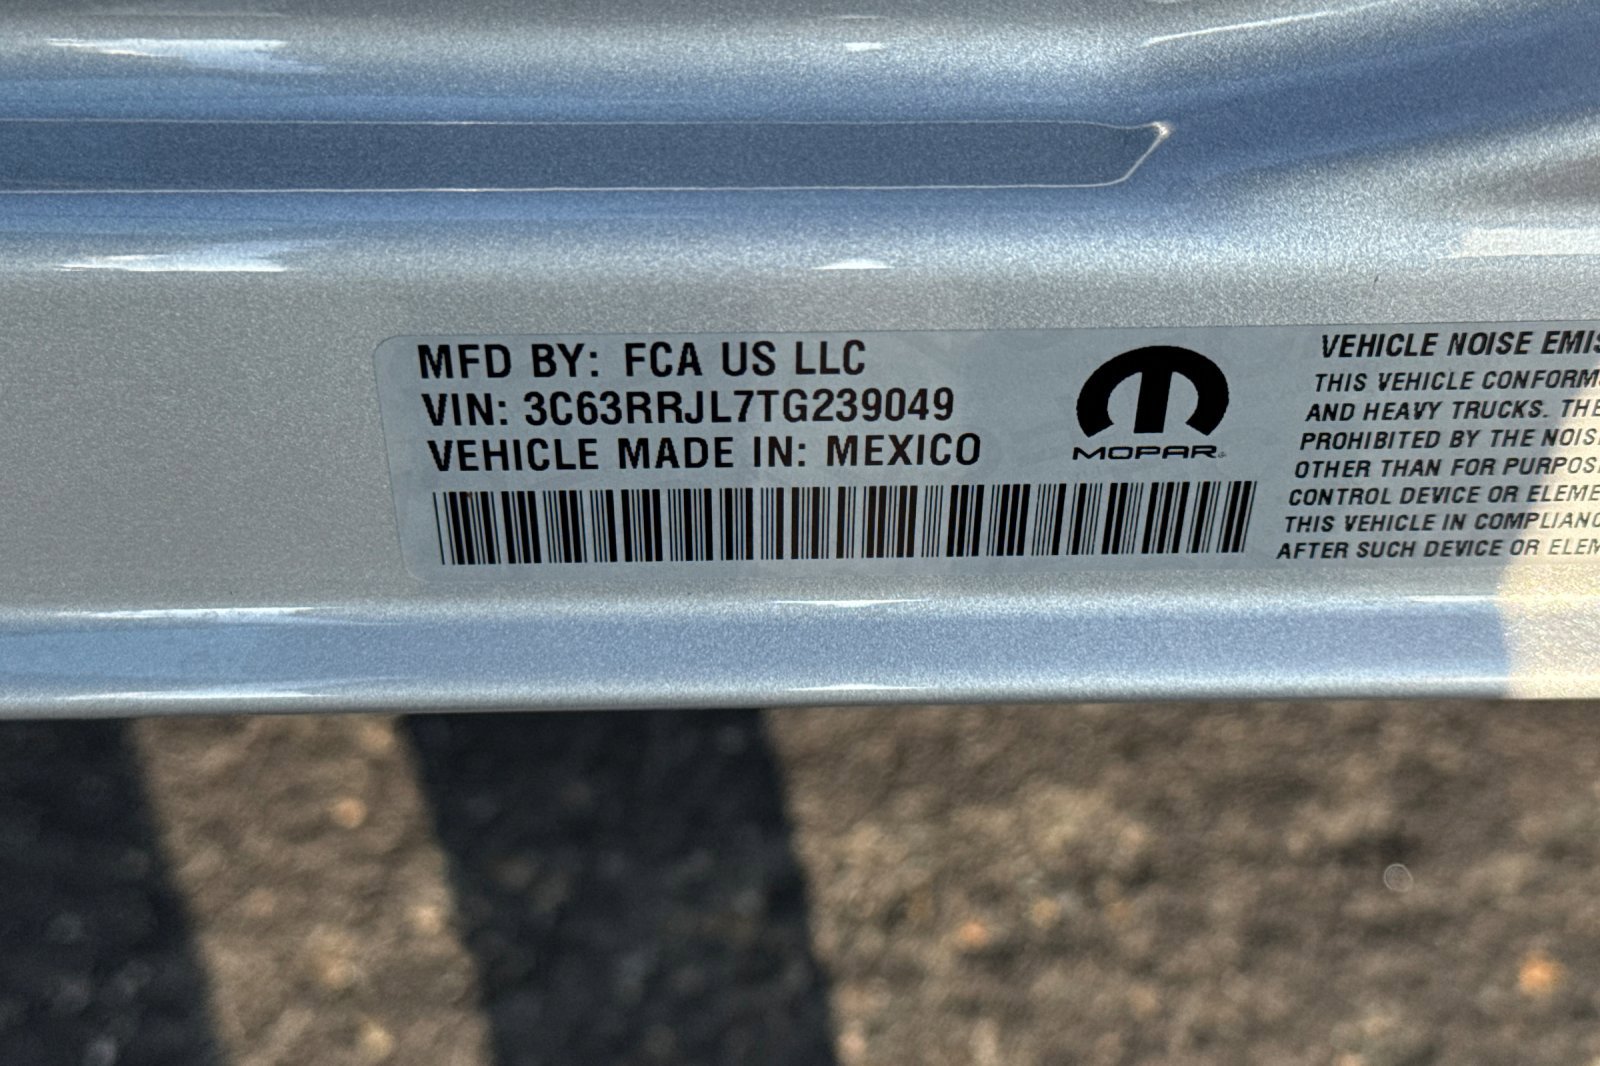 MFD BY: FCA US LLC
VIN: 3C63RRJL7TG239049
VEHICLE MADE IN: MEXICO
MOPAR®
VEHICLE NOISE EMIS
THIS VEHICLE CONFORM
AND HEAVY TRUCKS. THE
PROHIBITED BY THE NOIS
OTHER THAN FOR PURPOS
CONTROL DEVICE OR ELEME
THIS VEHICLE IN COMPLIANC
AFTER SUCH DEVICE OR ELEM